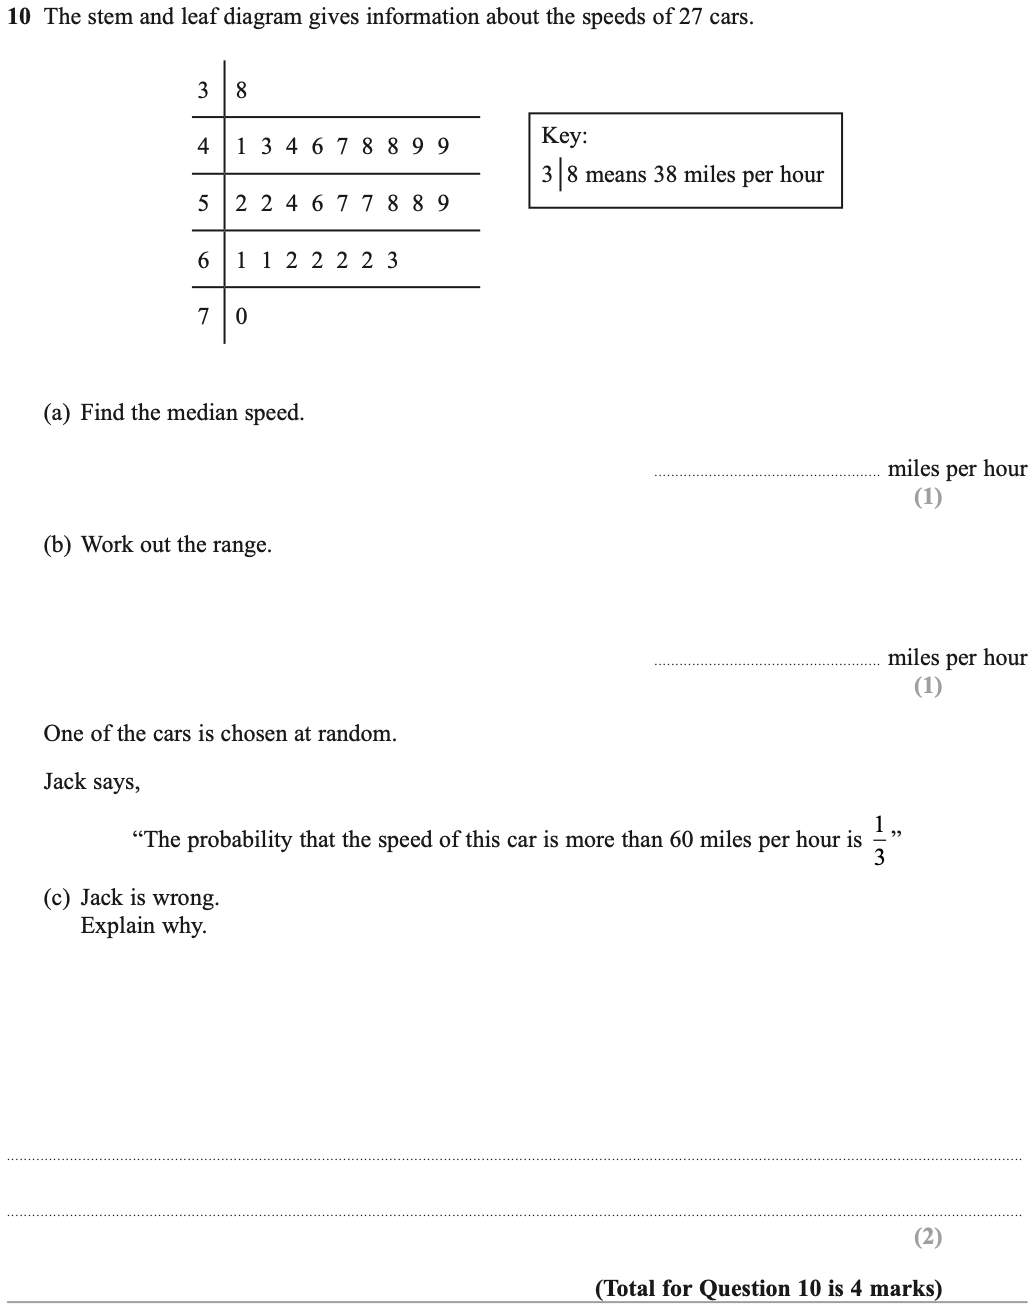 10 The stem and leaf diagram gives information about the speeds of 27 cars.
3 | 8
4 | 1 3 4 6 7 8 8 9 9
5 | 2 2 4 6 7 7 8 8 9
6 | 1 1 2 2 2 2 3
7 | 0
Key:
3 | 8 means 38 miles per hour
(a) Find the median speed.
miles per hour
(1)
(b) Work out the range.
miles per hour
(1)
One of the cars is chosen at random.
Jack says,
“The probability that the speed of this car is more than 60 miles per hour is 1/3”
(c) Jack is wrong.
Explain why.
(2)
(Total for Question 10 is 4 marks)